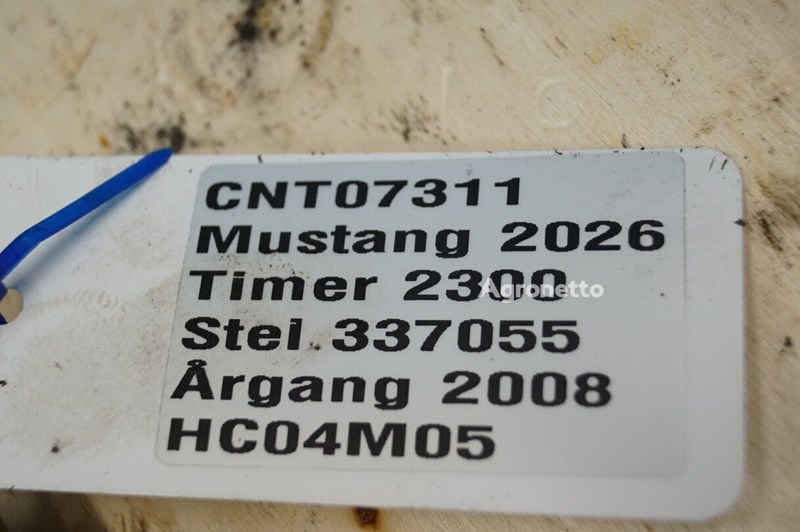 CNT07311
Mustang 2026
Timer 2300
Agronetto
Stel 337055
Årgang 2008
HC04M05